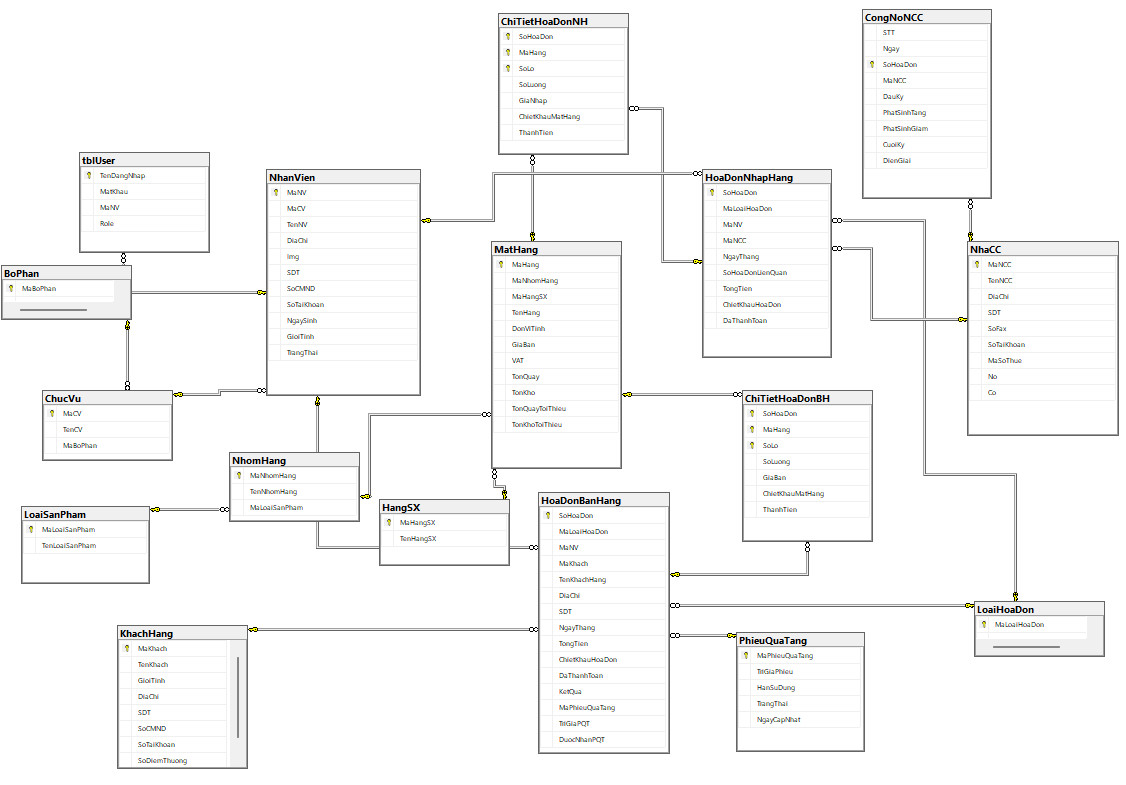 ChiTietHoaDonNH
SoHoaDon
MaHang
SoLo
SoLuong
GiaNhap
ChietKhauMatHang
ThanhTien
CongNoNCC
STT
Ngay
SoHoaDon
MaNCC
DauKy
PhatSinhTang
PhatSinhGiam
CuoiKy
DienGiai
tblUser
TenDangNhap
MatKhau
MaNV
Role
NhanVien
MaNV
MaCV
TenNV
DiaChi
Img
SDT
SoCMND
SoTaiKhoan
NgaySinh
GioiTinh
TrangThai
HoaDonNhapHang
SoHoaDon
MaLoaiHoaDon
MaNV
MaNCC
NgayThang
SoHoaDonLienQuan
TongTien
ChietKhauHoaDon
DaThanhToan
MatHang
MaHang
MaNhomHang
MaHangSX
TenHang
DonViTinh
GiaBan
VAT
TonQuay
TonKho
TonQuayToiThieu
TonKhoToiThieu
NhaCC
MaNCC
TenNCC
DiaChi
SDT
SoFax
SoTaiKhoan
MaSoThue
No
Co
BoPhan
MaBoPhan
ChucVu
MaCV
TenCV
MaBoPhan
ChiTietHoaDonBH
SoHoaDon
MaHang
SoLo
SoLuong
GiaBan
ChietKhauMatHang
ThanhTien
NhomHang
MaNhomHang
TenNhomHang
MaLoaiSanPham
LoaiSanPham
MaLoaiSanPham
TenLoaiSanPham
HangSX
MaHangSX
TenHangSX
HoaDonBanHang
SoHoaDon
MaLoaiHoaDon
MaNV
MaKhach
TenKhachHang
DiaChi
SDT
NgayThang
TongTien
ChietKhauHoaDon
DaThanhToan
KetQua
MaPhieuQuaTang
TriGiaPQT
DuocNhanPQT
LoaiHoaDon
MaLoaiHoaDon
KhachHang
MaKhach
TenKhach
GioiTinh
DiaChi
SDT
SoCMND
SoTaiKhoan
SoDiemThuong
PhieuQuaTang
MaPhieuQuaTang
TriGiaPhieu
HanSuDung
TrangThai
NgayCapNhat